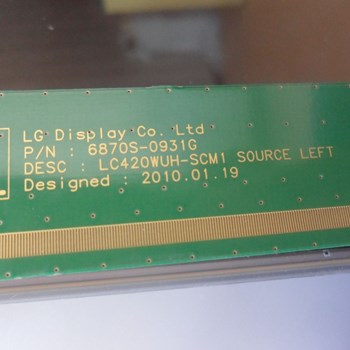 LG Display Co. Ltd
P/N : 6870S-0931G
DESC : LC420WUH-SCM1 SOURCE LEFT
Designed : 2010.01.19